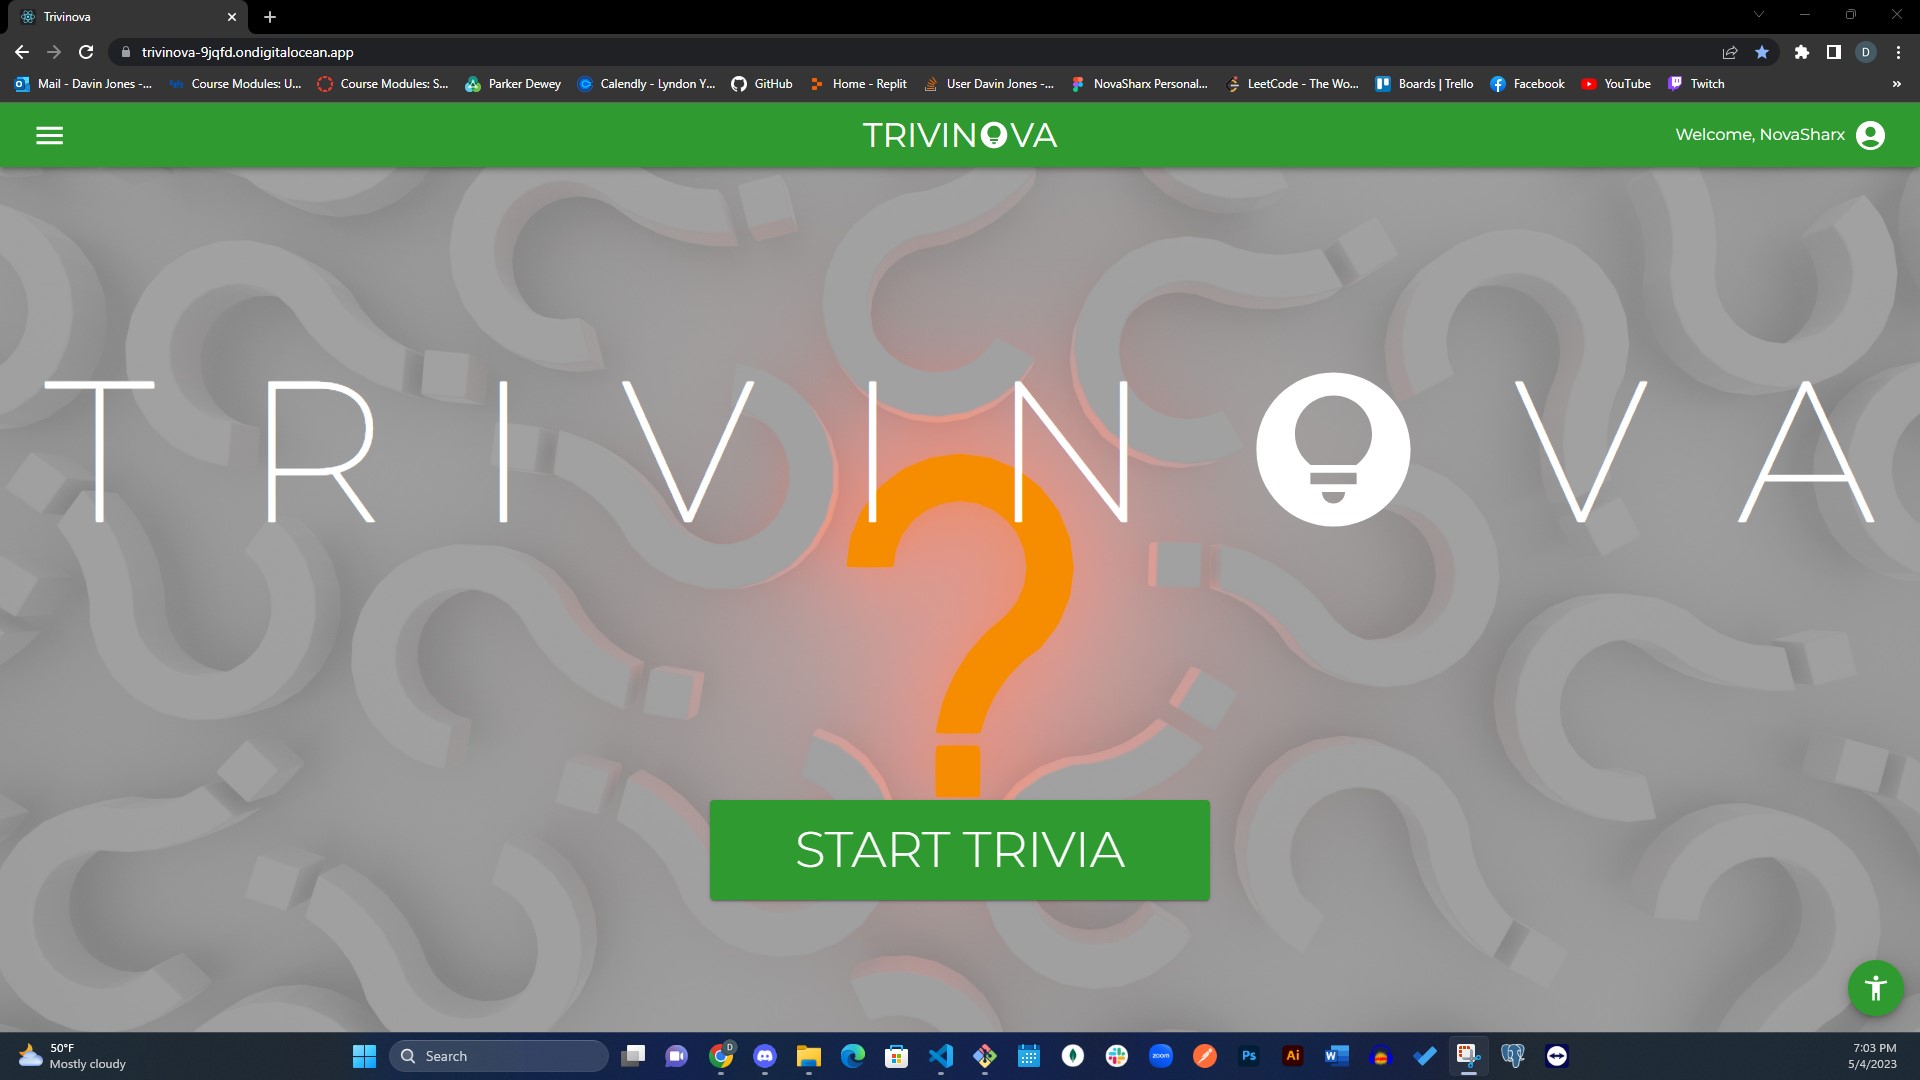 Trivinova
trivinova-9jqfd.ondigitalocean.app
D
Mail - Davin Jones -...
Course Modules: U...
Course Modules: S...
Parker Dewey
Calendly - Lyndon Y...
GitHub
Home - Replit
User Davin Jones -...
NovaSharx Personal...
LeetCode - The Wo...
Boards | Trello
Facebook
YouTube
Twitch
»
TRIVINOVA
Welcome, NovaSharx
TRIVINOVA
?
START TRIVIA
50°F
Mostly cloudy
Search
D
zoom
Ps
Ai
W
7:03 PM
5/4/2023